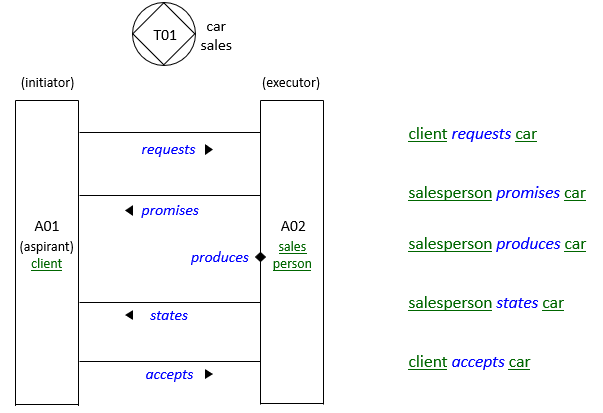 T01
car
sales
(initiator)
(executor)
requests
client requests car
promises
salesperson promises car
A01
(aspirant)
client
A02
sales
person
produces
salesperson produces car
states
salesperson states car
accepts
client accepts car